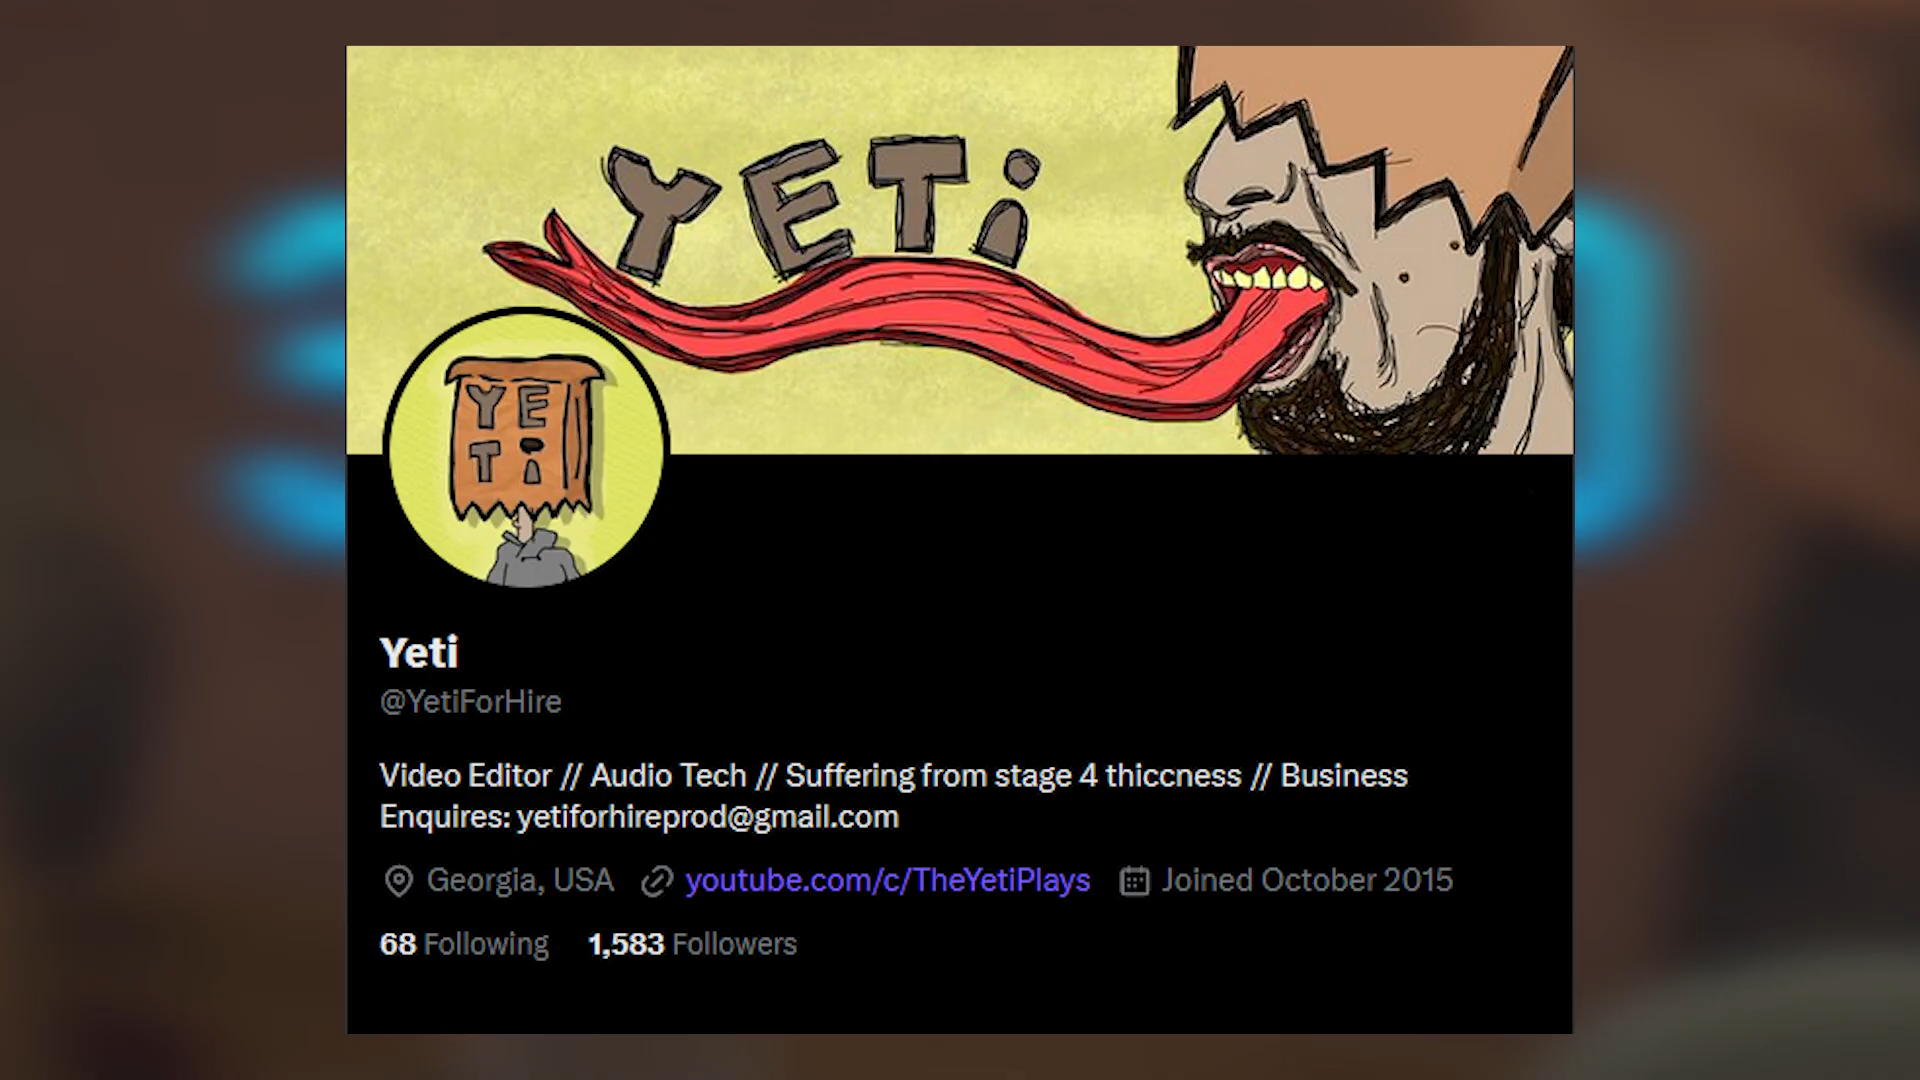 YETi
YE
Ti
Yeti
@YetiForHire
Video Editor // Audio Tech // Suffering from stage 4 thiccness // Business
Enquires: yetiforhireprod@gmail.com
Georgia, USA youtube.com/c/TheYetiPlays Joined October 2015
68 Following 1,583 Followers